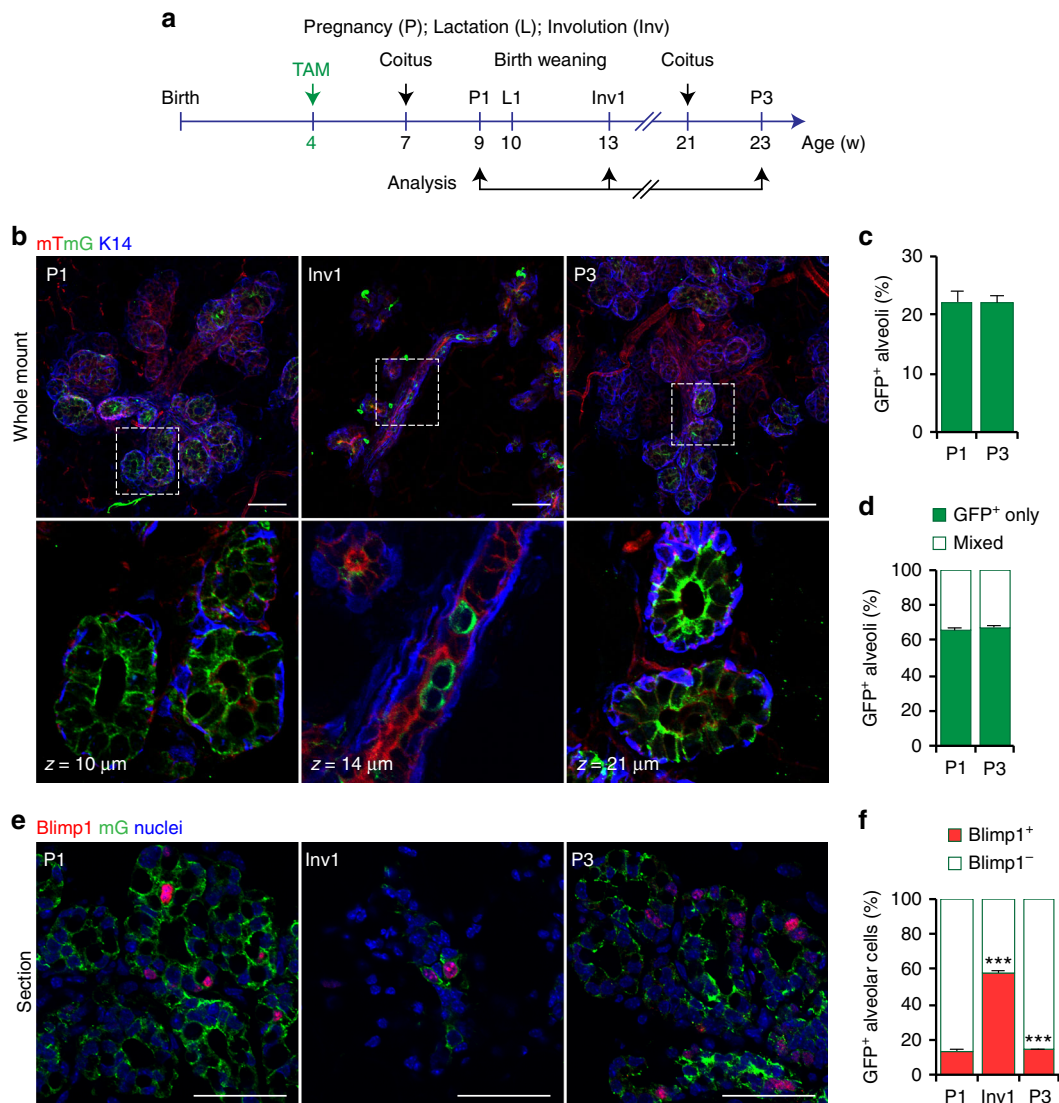 a
Pregnancy (P); Lactation (L); Involution (Inv)
TAM
Coitus
Birth weaning
Coitus
Birth
P1
L1
Inv1
P3
4
7
9
10
13
21
23
Age (w)
Analysis
b
mTmG K14
Whole mount
P1
Inv1
P3
z = 10 μm
z = 14 μm
z = 21 μm
c
GFP⁺ alveoli (%)
30
20
10
0
P1
P3
d
GFP⁺ only
Mixed
GFP⁺ alveoli (%)
100
80
60
40
20
0
P1
P3
e
Blimp1 mG nuclei
Section
P1
Inv1
P3
f
Blimp1⁺
Blimp1⁻
GFP⁺ alveolar cells (%)
100
80
60
40
20
0
***
***
P1
Inv1
P3